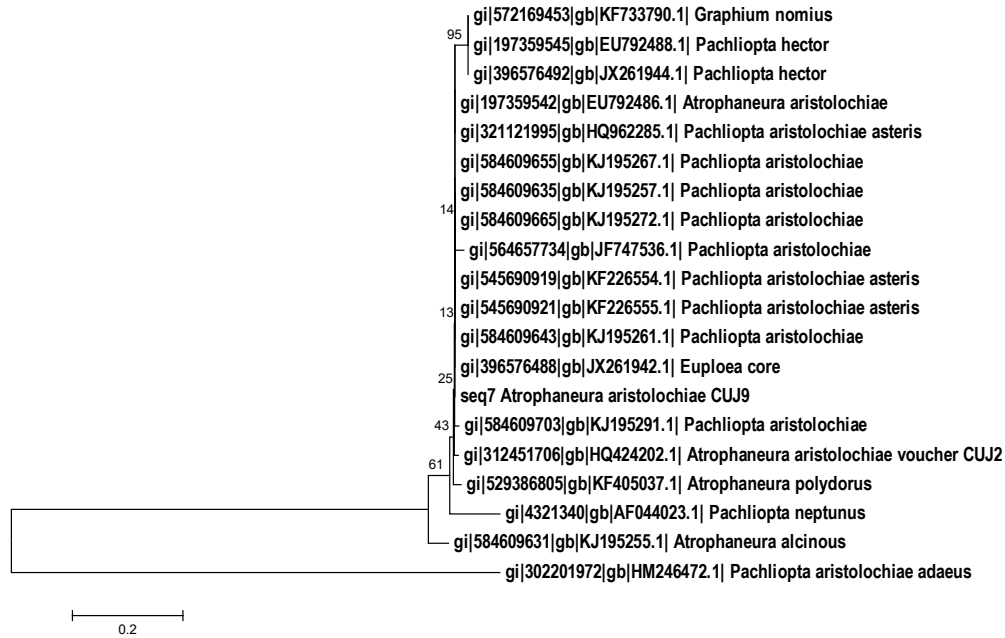 gi|572169453|gb|KF733790.1| Graphium nomius
95
gi|197359545|gb|EU792488.1| Pachliopta hector
gi|396576492|gb|JX261944.1| Pachliopta hector
gi|197359542|gb|EU792486.1| Atrophaneura aristolochiae
gi|321121995|gb|HQ962285.1| Pachliopta aristolochiae asteris
gi|584609655|gb|KJ195267.1| Pachliopta aristolochiae
gi|584609635|gb|KJ195257.1| Pachliopta aristolochiae
14
gi|584609665|gb|KJ195272.1| Pachliopta aristolochiae
gi|564657734|gb|JF747536.1| Pachliopta aristolochiae
gi|545690919|gb|KF226554.1| Pachliopta aristolochiae asteris
13
gi|545690921|gb|KF226555.1| Pachliopta aristolochiae asteris
gi|584609643|gb|KJ195261.1| Pachliopta aristolochiae
gi|396576488|gb|JX261942.1| Euploea core
25
seq7 Atrophaneura aristolochiae CUJ9
43
gi|584609703|gb|KJ195291.1| Pachliopta aristolochiae
gi|312451706|gb|HQ424202.1| Atrophaneura aristolochiae voucher CUJ2
61
gi|529386805|gb|KF405037.1| Atrophaneura polydorus
gi|4321340|gb|AF044023.1| Pachliopta neptunus
gi|584609631|gb|KJ195255.1| Atrophaneura alcinous
gi|302201972|gb|HM246472.1| Pachliopta aristolochiae adaeus
0.2